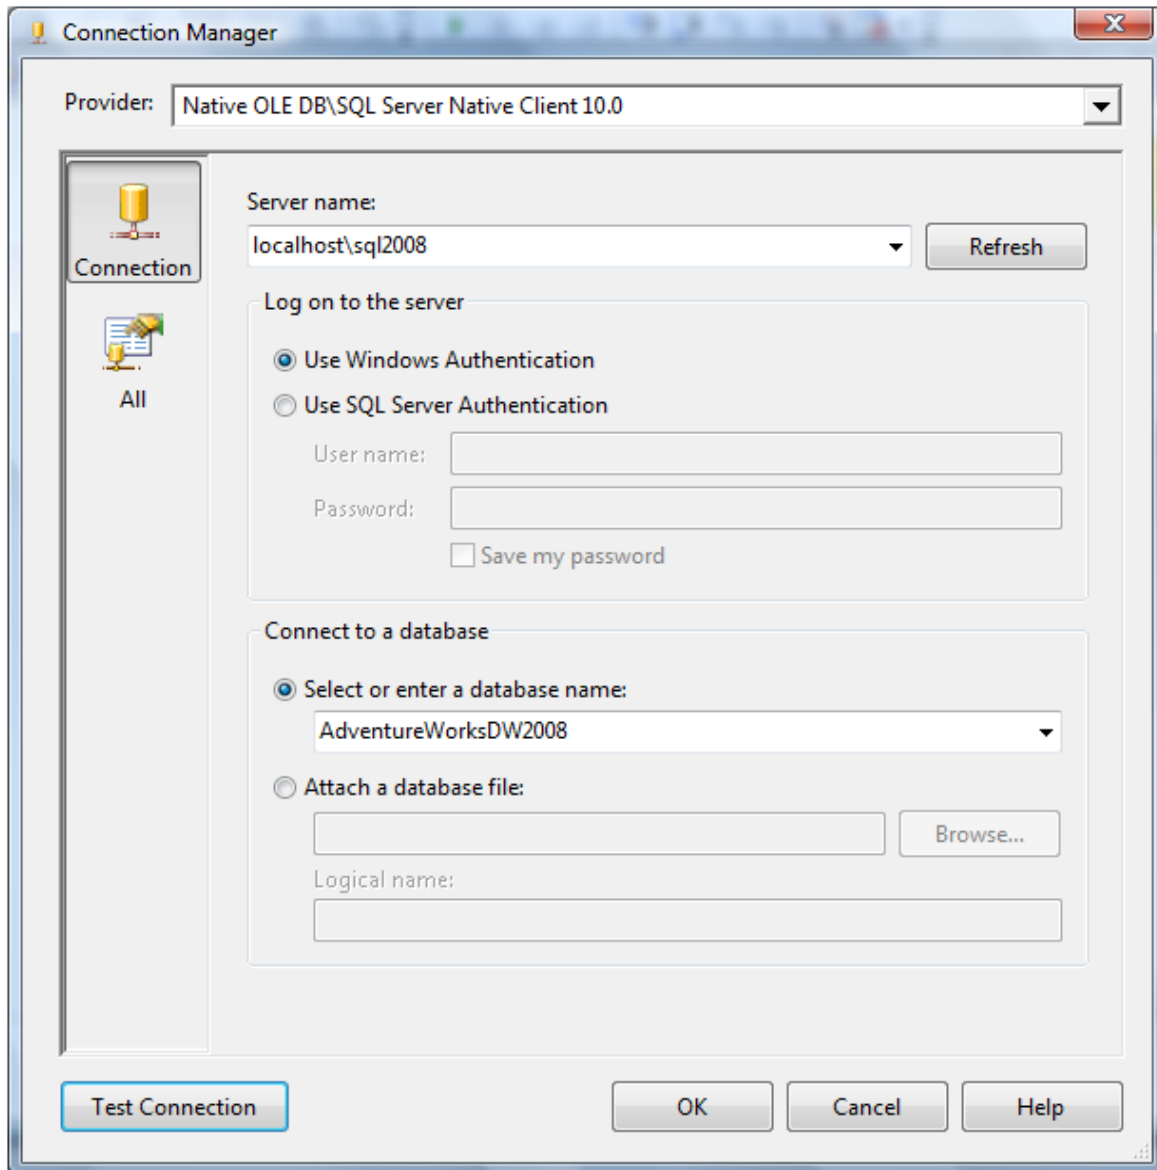 Connection Manager
Provider: Native OLE DB\SQL Server Native Client 10.0
Connection
All
Server name:
localhost\sql2008
Refresh
Log on to the server
Use Windows Authentication
Use SQL Server Authentication
User name:
Password:
Save my password
Connect to a database
Select or enter a database name:
AdventureWorksDW2008
Attach a database file:
Browse...
Logical name:
Test Connection
OK
Cancel
Help